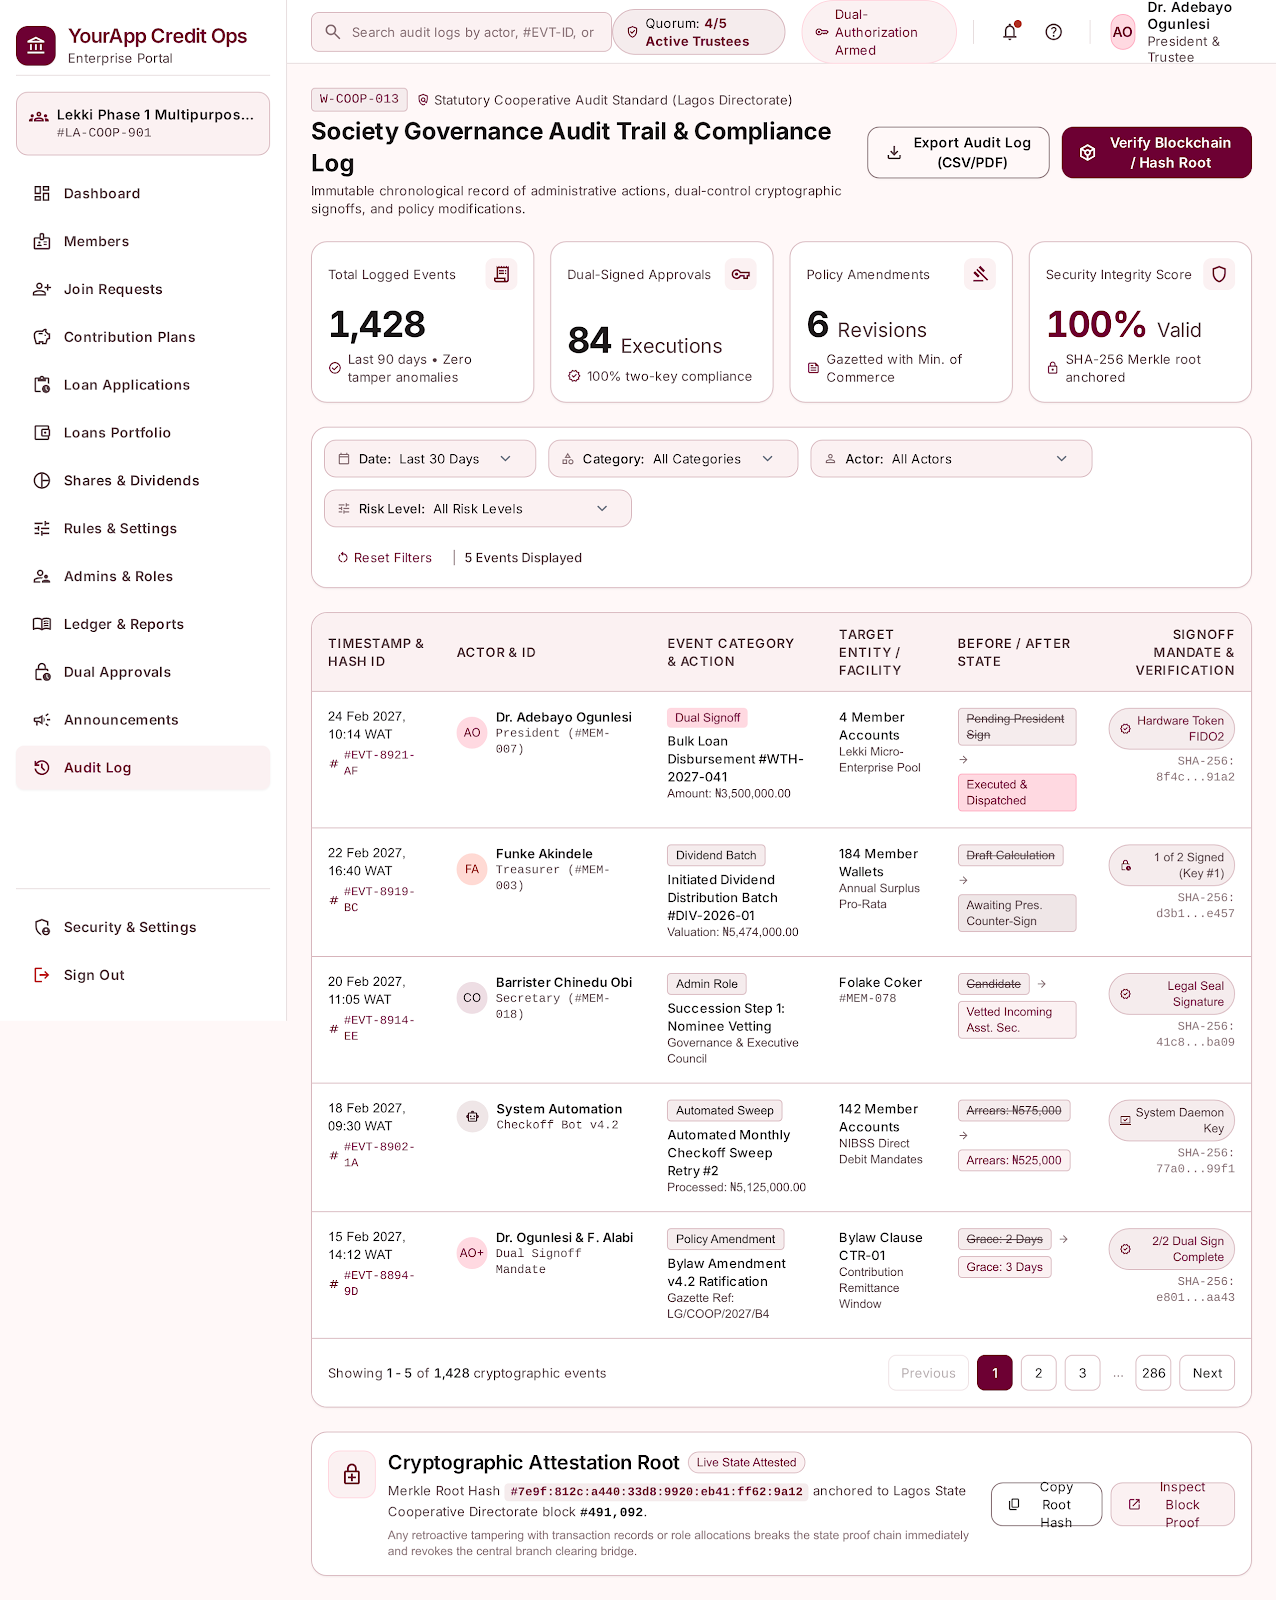 YourApp Credit Ops
Enterprise Portal
Lekki Phase 1 Multipurpos...
#LA-COOP-901
Dashboard
Members
Join Requests
Contribution Plans
Loan Applications
Loans Portfolio
Shares & Dividends
Rules & Settings
Admins & Roles
Ledger & Reports
Dual Approvals
Announcements
Audit Log
Security & Settings
Sign Out
Search audit logs by actor, #EVT-ID, or
Quorum: 4/5
Active Trustees
Dual-
Authorization
Armed
AO
Dr. Adebayo
Ogunlesi
President &
Trustee
W-COOP-013
Statutory Cooperative Audit Standard (Lagos Directorate)
Society Governance Audit Trail & Compliance
Log
Immutable chronological record of administrative actions, dual-control cryptographic
signoffs, and policy modifications.
Export Audit Log
(CSV/PDF)
Verify Blockchain
/ Hash Root
Total Logged Events
1,428
Last 90 days • Zero
tamper anomalies
Dual-Signed Approvals
84 Executions
100% two-key compliance
Policy Amendments
6 Revisions
Gazetted with Min. of
Commerce
Security Integrity Score
100% Valid
SHA-256 Merkle root
anchored
Date: Last 30 Days
Category: All Categories
Actor: All Actors
Risk Level: All Risk Levels
Reset Filters
5 Events Displayed
TIMESTAMP &
HASH ID
ACTOR & ID
EVENT CATEGORY
& ACTION
TARGET
ENTITY /
FACILITY
BEFORE / AFTER
STATE
SIGNOFF
MANDATE &
VERIFICATION
24 Feb 2027,
10:14 WAT
#EVT-8921-
AF
AO
Dr. Adebayo Ogunlesi
President (#MEM-
007)
Dual Signoff
Bulk Loan
Disbursement #WTH-
2027-041
Amount: ₦3,500,000.00
4 Member
Accounts
Lekki Micro-
Enterprise Pool
Pending President
Sign
→
Executed &
Dispatched
Hardware Token
FIDO2
SHA-256:
8f4c...91a2
22 Feb 2027,
16:40 WAT
#EVT-8919-
BC
FA
Funke Akindele
Treasurer (#MEM-
003)
Dividend Batch
Initiated Dividend
Distribution Batch
#DIV-2026-01
Valuation: ₦5,474,000.00
184 Member
Wallets
Annual Surplus
Pro-Rata
Draft Calculation
→
Awaiting Pres.
Counter-Sign
1 of 2 Signed
(Key #1)
SHA-256:
d3b1...e457
20 Feb 2027,
11:05 WAT
#EVT-8914-
EE
CO
Barrister Chinedu Obi
Secretary (#MEM-
018)
Admin Role
Succession Step 1:
Nominee Vetting
Governance & Executive
Council
Folake Coker
#MEM-078
Candidate →
Vetted Incoming
Asst. Sec.
Legal Seal
Signature
SHA-256:
41c8...ba09
18 Feb 2027,
09:30 WAT
#EVT-8902-
1A
System Automation
Checkoff Bot v4.2
Automated Sweep
Automated Monthly
Checkoff Sweep
Retry #2
Processed: ₦5,125,000.00
142 Member
Accounts
NIBSS Direct
Debit Mandates
Arrears: ₦575,000
→
Arrears: ₦525,000
System Daemon
Key
SHA-256:
77a0...99f1
15 Feb 2027,
14:12 WAT
#EVT-8894-
9D
AO+
Dr. Ogunlesi & F. Alabi
Dual Signoff
Mandate
Policy Amendment
Bylaw Amendment
v4.2 Ratification
Gazette Ref:
LG/COOP/2027/B4
Bylaw Clause
CTR-01
Contribution
Remittance
Window
Grace: 2 Days →
Grace: 3 Days
2/2 Dual Sign
Complete
SHA-256:
e801...aa43
Showing 1 - 5 of 1,428 cryptographic events
Previous
1
2
3
...
286
Next
Cryptographic Attestation Root
Live State Attested
Merkle Root Hash #7e9f:812c:a440:33d8:9920:eb41:ff62:9a12 anchored to Lagos State
Cooperative Directorate block #491,092.
Any retroactive tampering with transaction records or role allocations breaks the state proof chain immediately
and revokes the central branch clearing bridge.
Copy
Root
Hash
Inspect
Block
Proof